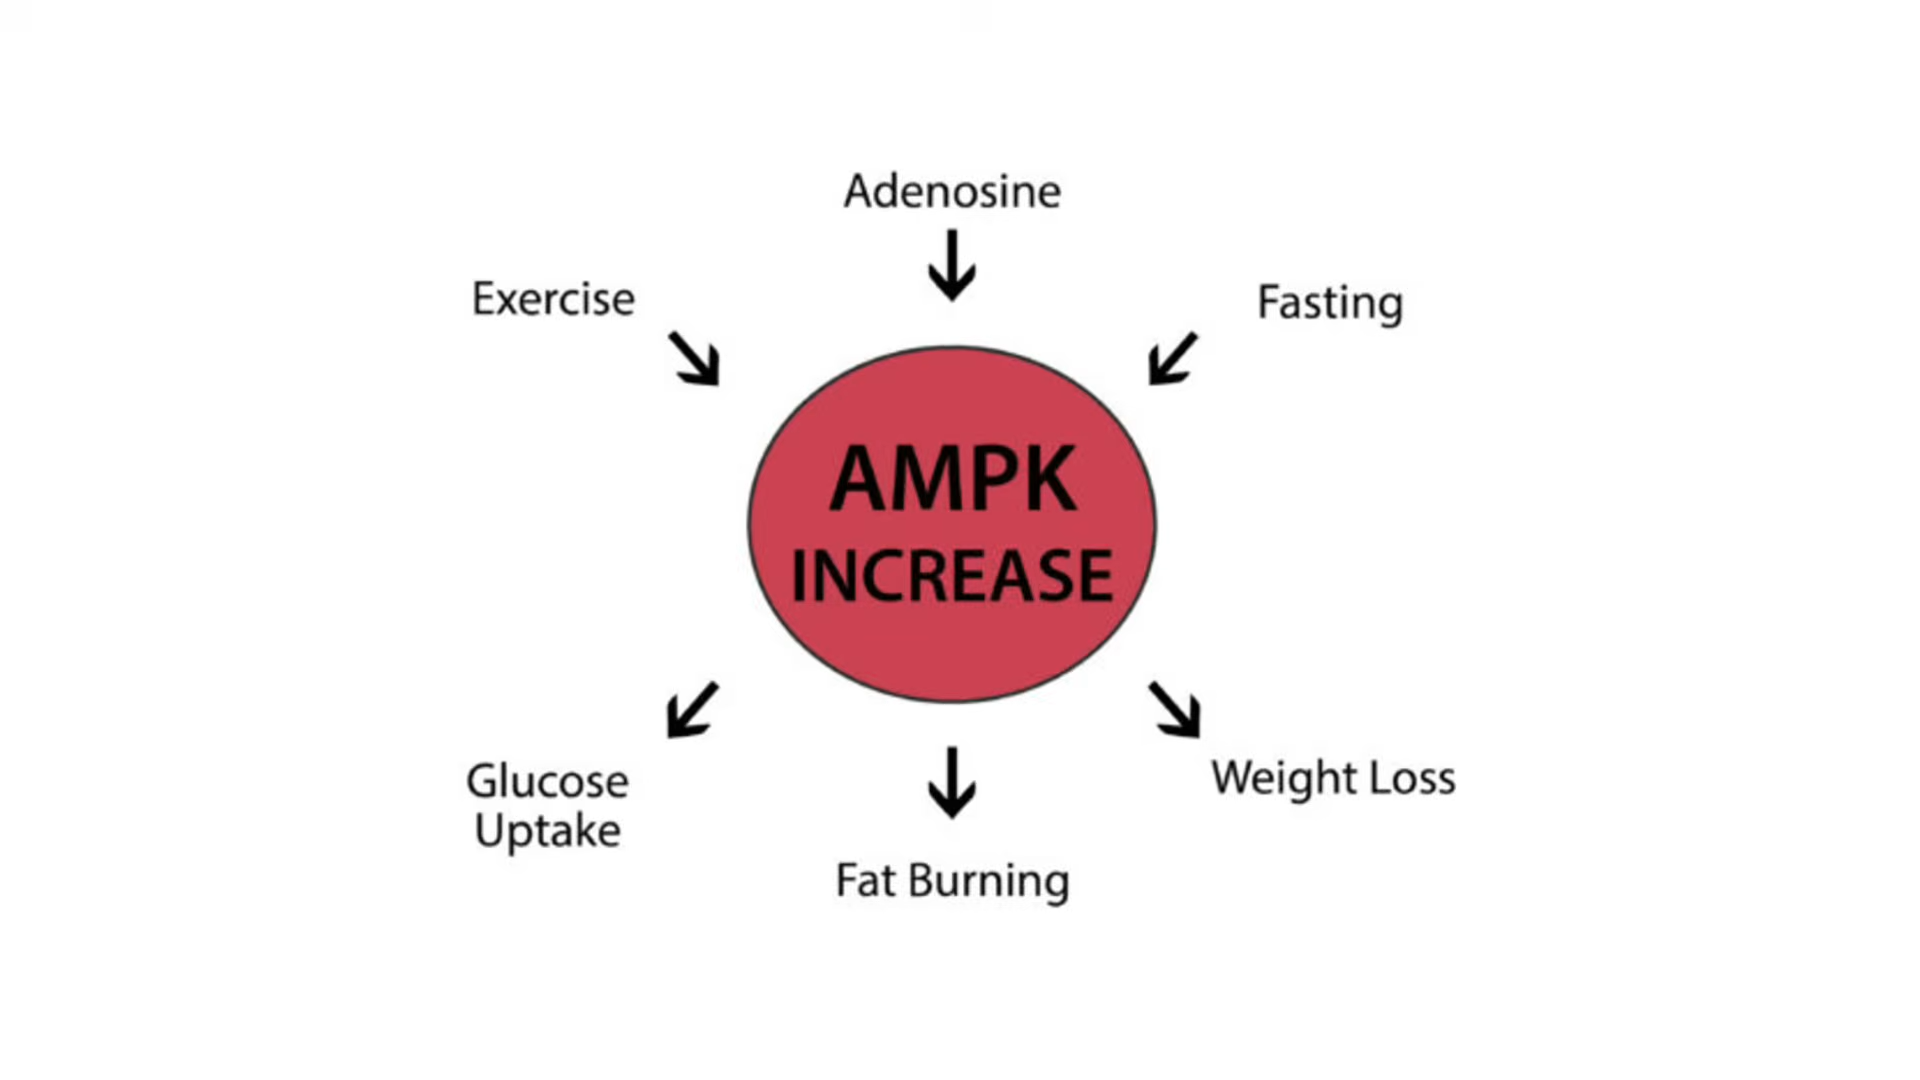 Adenosine
Exercise
Fasting
AMPK
INCREASE
Glucose
Uptake
Weight Loss
Fat Burning